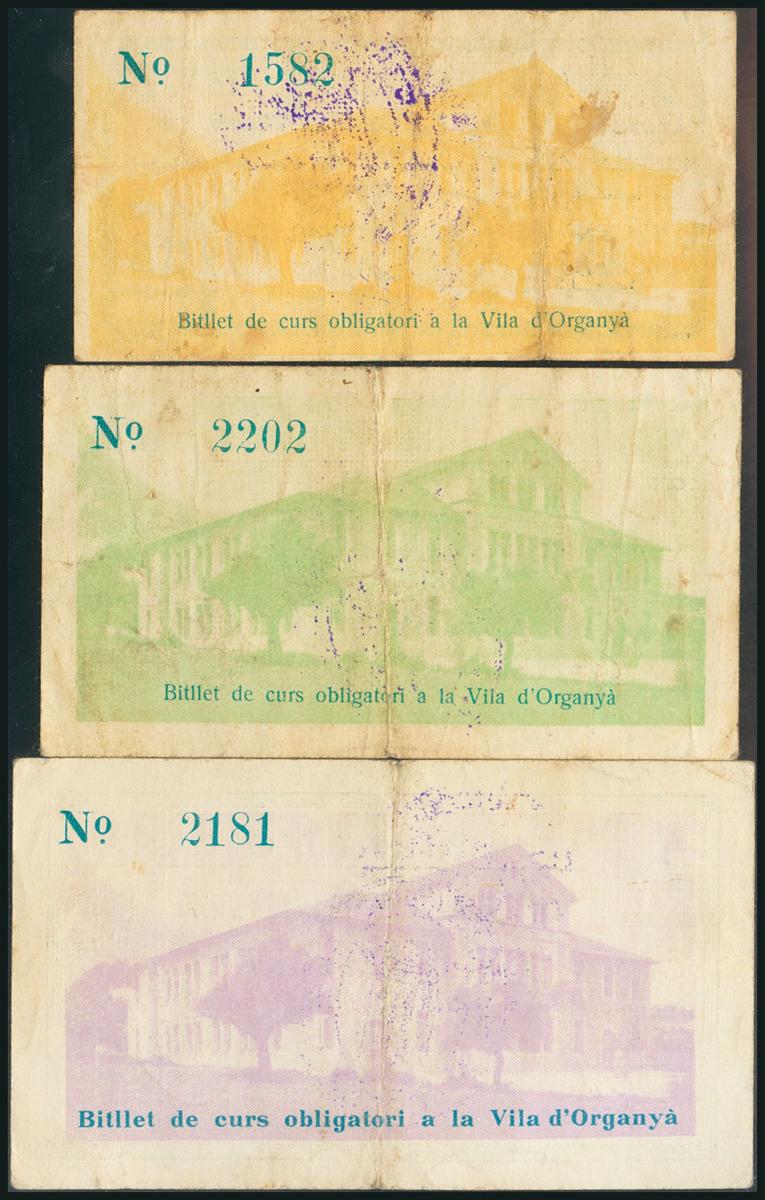 Nº 1582
Bitllet de curs obligatori a la Vila d'Organyà
Nº 2202
Bitllet de curs obligatori a la Vila d'Organyà
Nº 2181
Bitllet de curs obligatori a la Vila d'Organyà